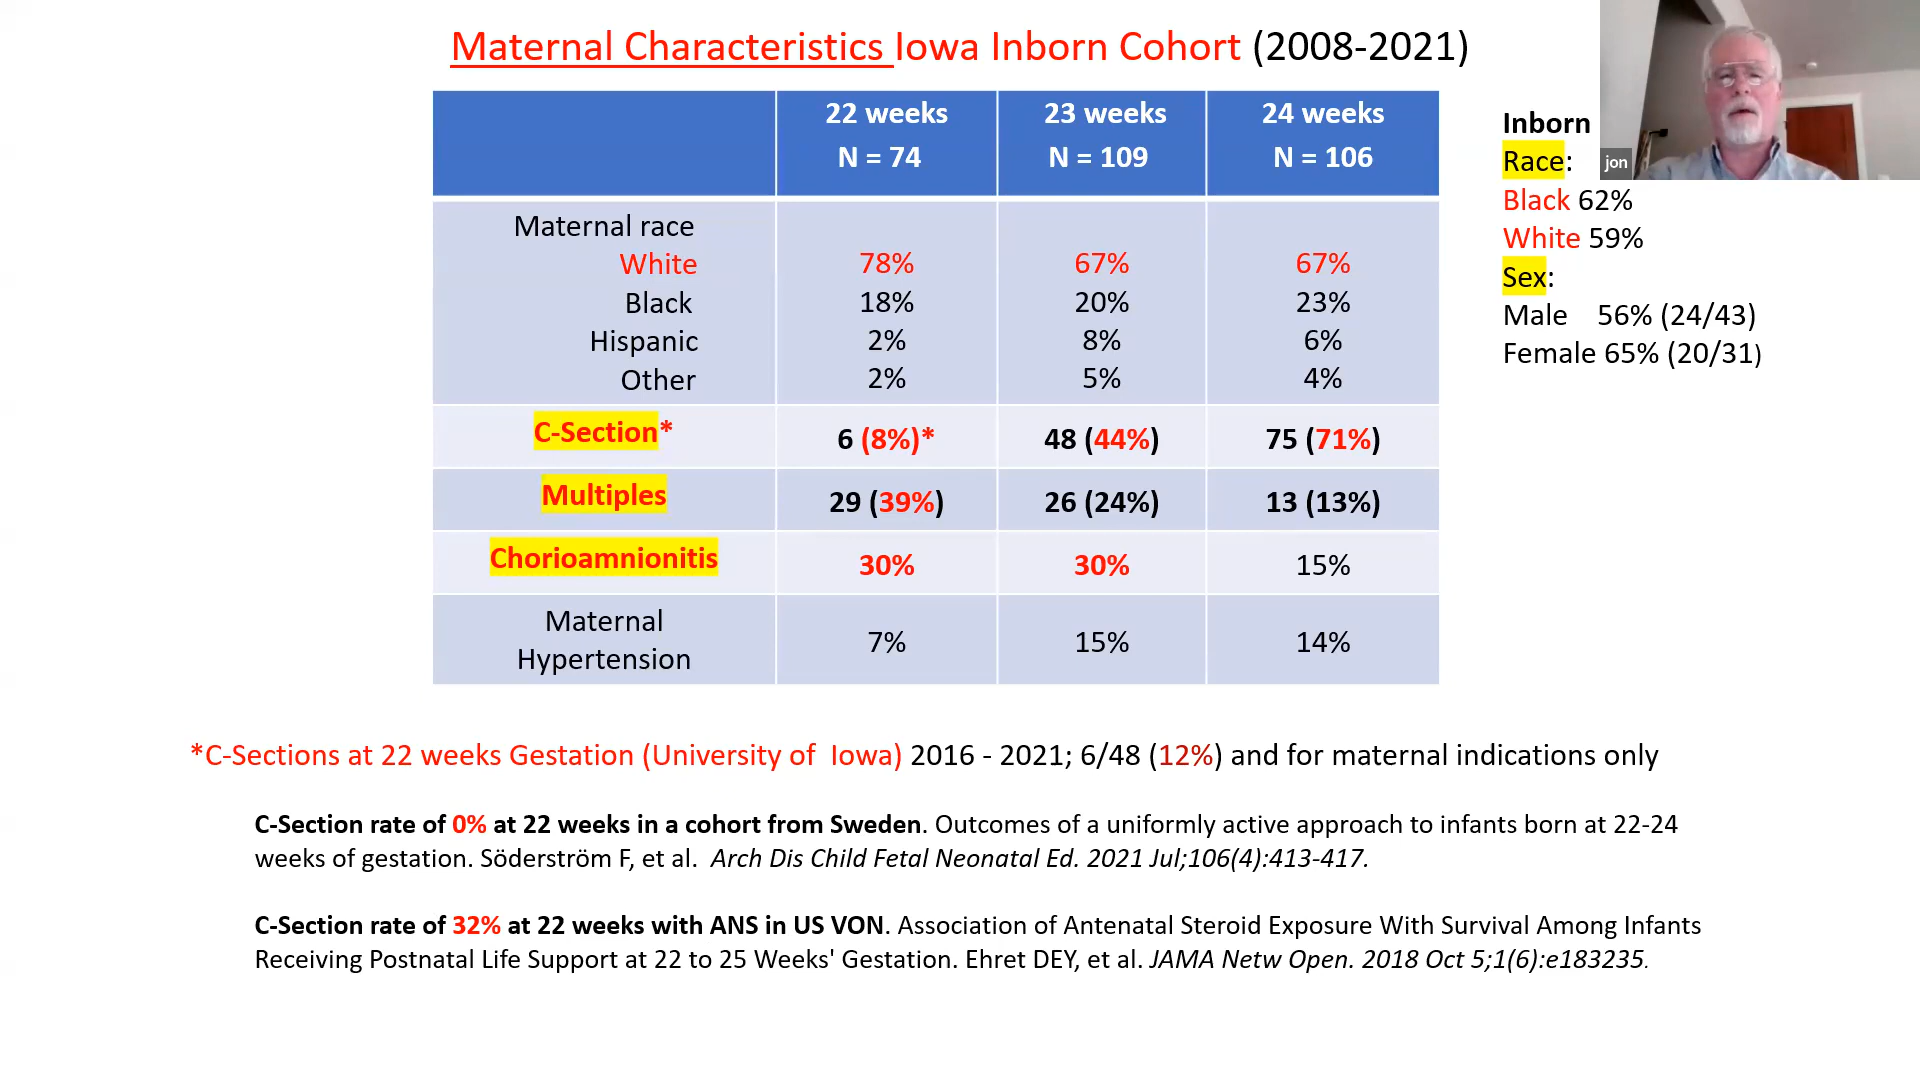 Maternal Characteristics Iowa Inborn Cohort (2008-2021)
22 weeks N = 74
23 weeks N = 109
24 weeks N = 106
Maternal race
White 78% 67% 67%
Black 18% 20% 23%
Hispanic 2% 8% 6%
Other 2% 5% 4%
C-Section* 6 (8%)* 48 (44%) 75 (71%)
Multiples 29 (39%) 26 (24%) 13 (13%)
Chorioamnionitis 30% 30% 15%
Maternal Hypertension 7% 15% 14%
Inborn
Race:
Black 62%
White 59%
Sex:
Male 56% (24/43)
Female 65% (20/31)
jon
*C-Sections at 22 weeks Gestation (University of Iowa) 2016 - 2021; 6/48 (12%) and for maternal indications only
C-Section rate of 0% at 22 weeks in a cohort from Sweden. Outcomes of a uniformly active approach to infants born at 22-24
weeks of gestation. Söderström F, et al. Arch Dis Child Fetal Neonatal Ed. 2021 Jul;106(4):413-417.
C-Section rate of 32% at 22 weeks with ANS in US VON. Association of Antenatal Steroid Exposure With Survival Among Infants
Receiving Postnatal Life Support at 22 to 25 Weeks' Gestation. Ehret DEY, et al. JAMA Netw Open. 2018 Oct 5;1(6):e183235.